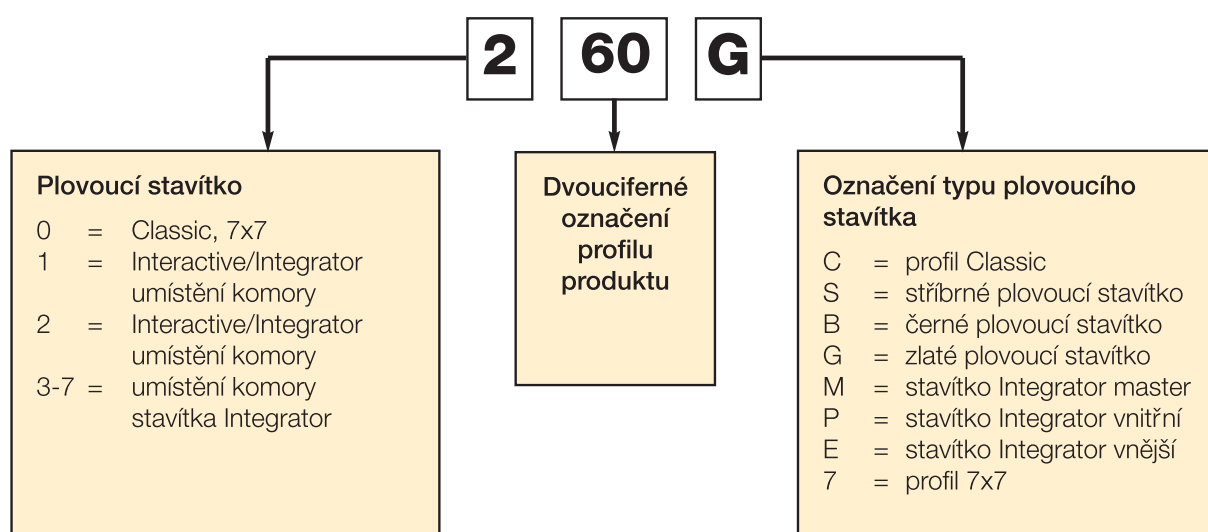 2 60 G
Plovoucí stavítko
0 = Classic, 7x7
1 = Interactive/Integrator
umístění komory
2 = Interactive/Integrator
umístění komory
3-7 = umístění komory
stavítka Integrator
Dvouciferné
označení
profilu
produktu
Označení typu plovoucího
stavítka
C = profil Classic
S = stříbrné plovoucí stavítko
B = černé plovoucí stavítko
G = zlaté plovoucí stavítko
M = stavítko Integrator master
P = stavítko Integrator vnitřní
E = stavítko Integrator vnější
7 = profil 7x7